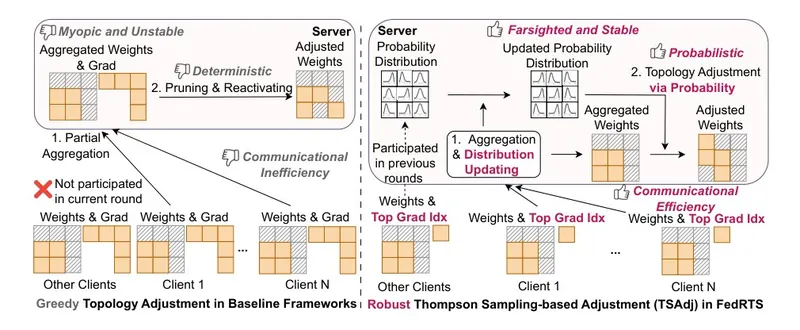 Myopic and Unstable
Server
Aggregated Weights
& Grad
Adjusted
Weights
Deterministic
2. Pruning & Reactivating
1. Partial
Aggregation
Communicational
Inefficiency
Not participated
in current round
Weights & Grad
Weights & Grad
Weights & Grad
...
Other Clients
Client 1
Client N
Greedy Topology Adjustment in Baseline Frameworks
Server
Farsighted and Stable
Probability
Distribution
Updated Probability
Distribution
Probabilistic
2. Topology Adjustment
via Probability
Aggregated
Weights
Adjusted
Weights
Participated
in previous
rounds
1. Aggregation
& Distribution
Updating
Communicational
Efficiency
Weights &
Top Grad Idx
Weights & Top Grad Idx
Weights & Top Grad Idx
...
Other Clients
Client 1
Client N
Robust Thompson Sampling-based Adjustment (TSAdj) in FedRTS